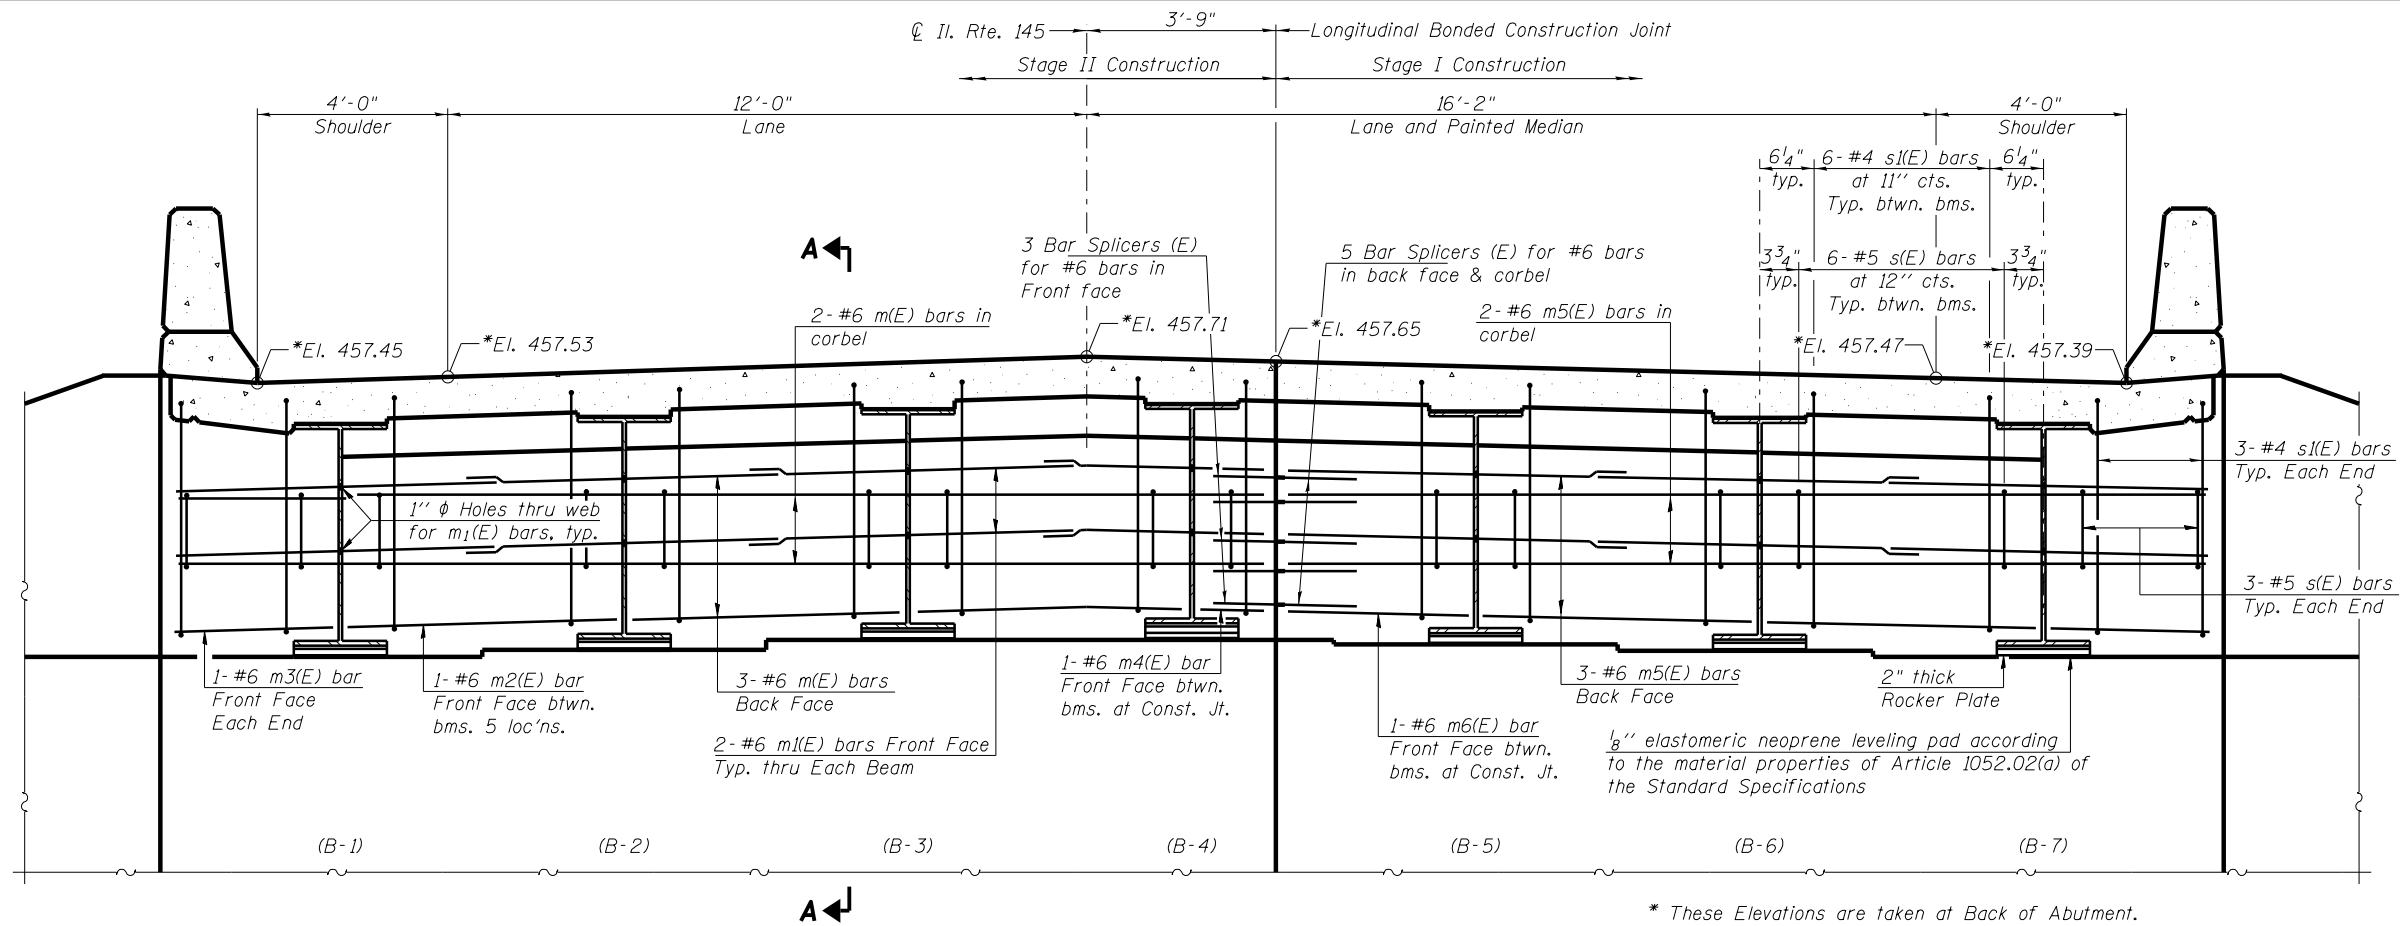 ℄ Il. Rte. 145
3'-9"
Longitudinal Bonded Construction Joint
Stage II Construction
Stage I Construction
4'-0"
Shoulder
12'-0"
Lane
16'-2"
Lane and Painted Median
4'-0"
Shoulder
6 1/4"
typ.
6- #4 s1(E) bars
at 11" cts.
Typ. btwn. bms.
6 1/4"
typ.
A
3 Bar Splicers (E)
for #6 bars in
Front face
5 Bar Splicers (E) for #6 bars
in back face & corbel
3 3/4"
typ.
6- #5 s(E) bars
at 12" cts.
Typ. btwn. bms.
3 3/4"
typ.
2- #6 m(E) bars in
corbel
2- #6 m5(E) bars in
corbel
*El. 457.45
*El. 457.53
*El. 457.71
*El. 457.65
*El. 457.47
*El. 457.39
1" ϕ Holes thru web
for m1(E) bars, typ.
3- #4 s1(E) bars
Typ. Each End
3- #5 s(E) bars
Typ. Each End
1- #6 m3(E) bar
Front Face
Each End
1- #6 m2(E) bar
Front Face btwn.
bms. 5 loc'ns.
3- #6 m(E) bars
Back Face
2- #6 m1(E) bars Front Face
Typ. thru Each Beam
1- #6 m4(E) bar
Front Face btwn.
bms. at Const. Jt.
1- #6 m6(E) bar
Front Face btwn.
bms. at Const. Jt.
3- #6 m5(E) bars
Back Face
2" thick
Rocker Plate
1/8" elastomeric neoprene leveling pad according
to the material properties of Article 1052.02(a) of
the Standard Specifications
(B-1)
(B-2)
(B-3)
(B-4)
(B-5)
(B-6)
(B-7)
A
* These Elevations are taken at Back of Abutment.